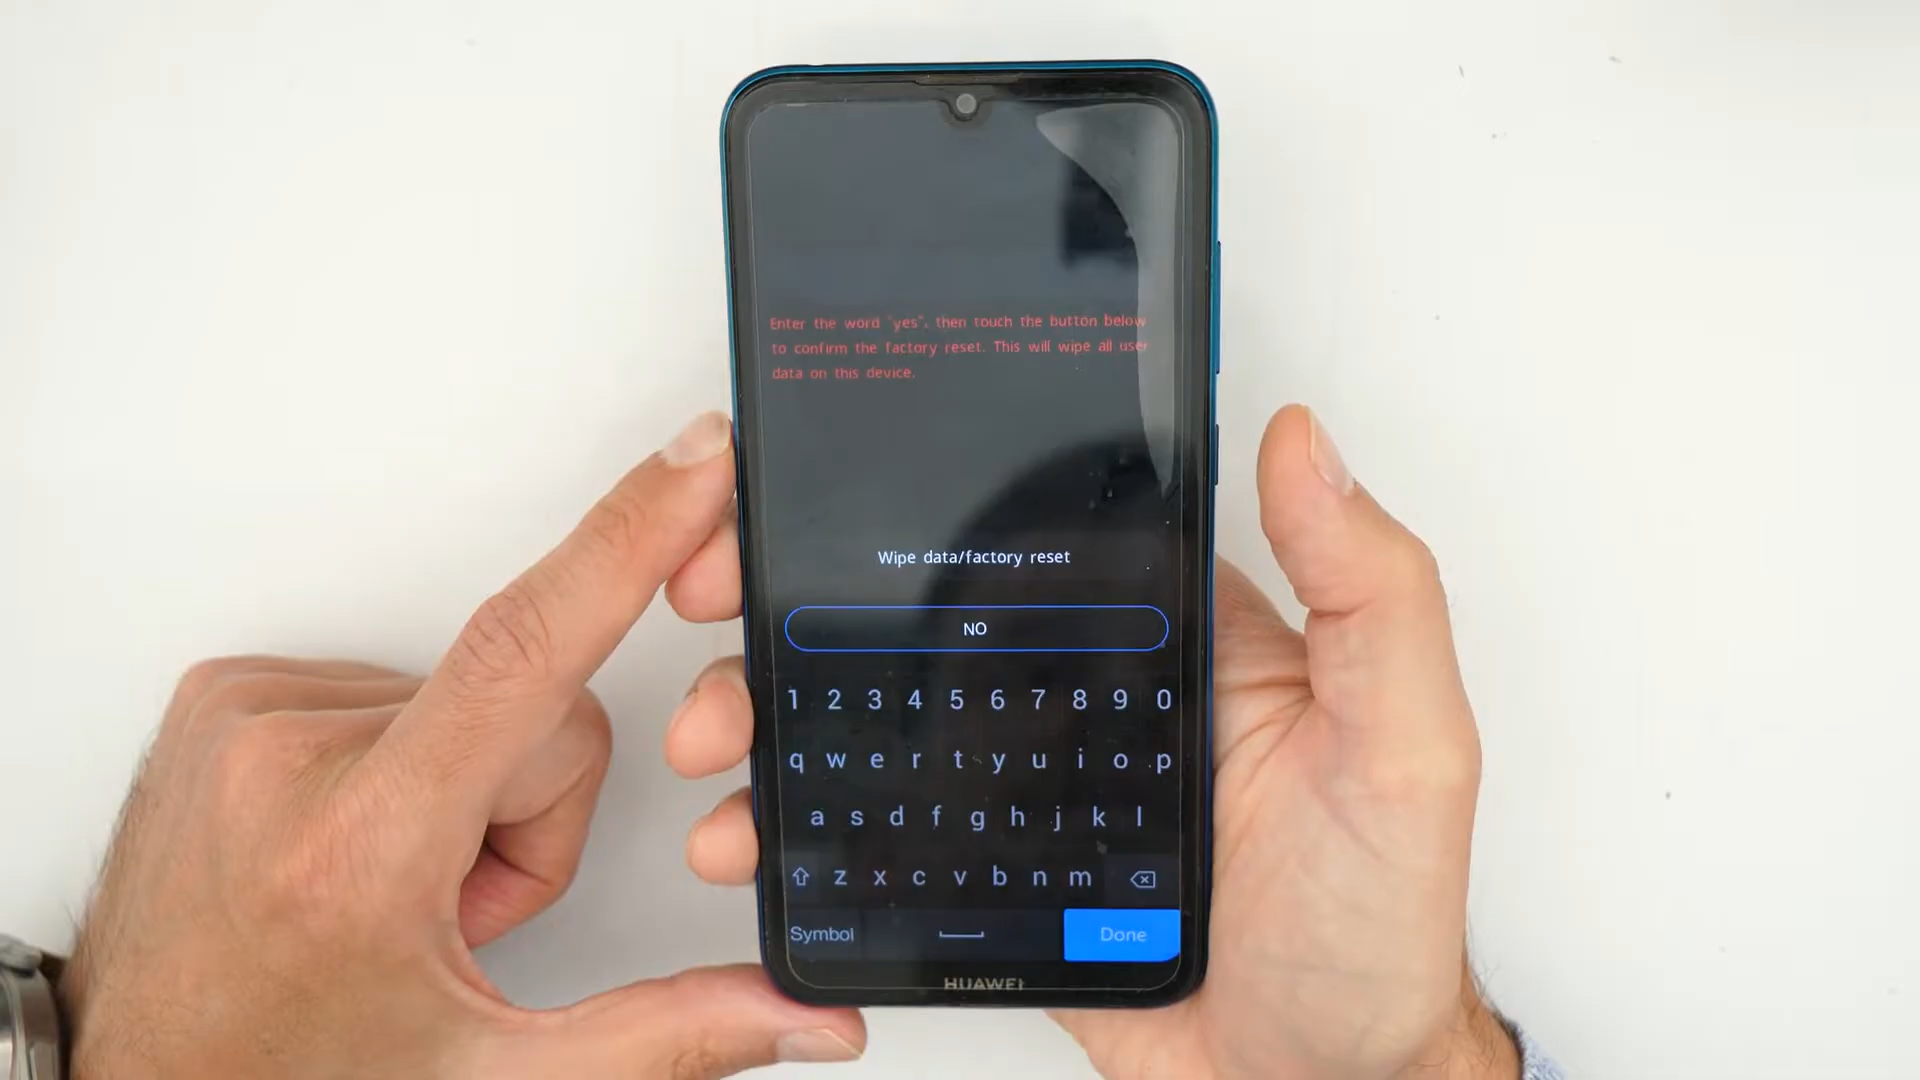 Enter the word "yes", then touch the button below
to confirm the factory reset. This will wipe all user
data on this device.
Wipe data/factory reset
NO
1 2 3 4 5 6 7 8 9 0
q w e r t y u i o p
a s d f g h j k l
z x c v b n m
Symbol Done
HUAWEI